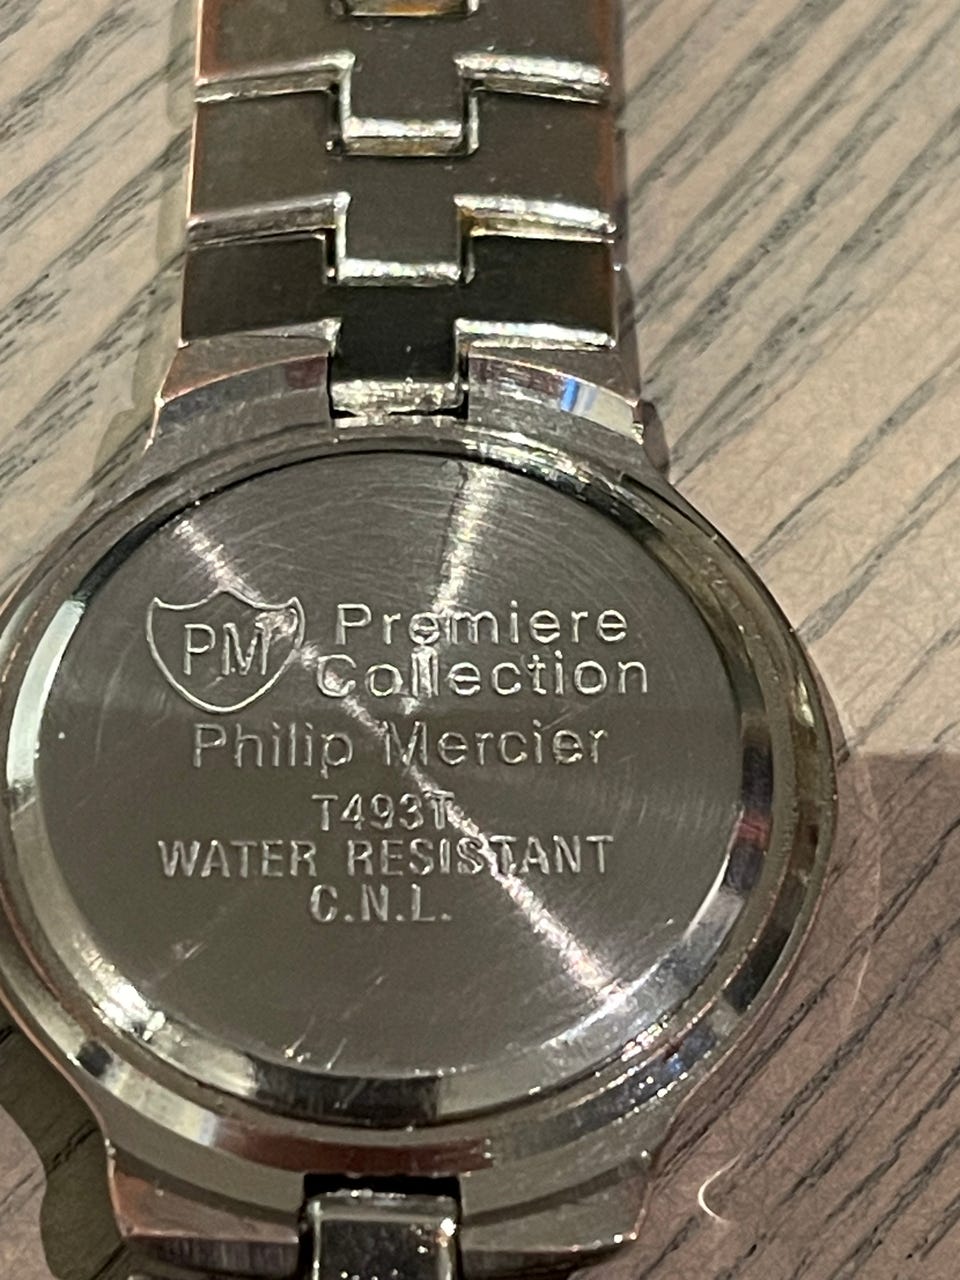 PM
Premiere
Collection
Philip Mercier
T493T
WATER RESISTANT
C.N.L.